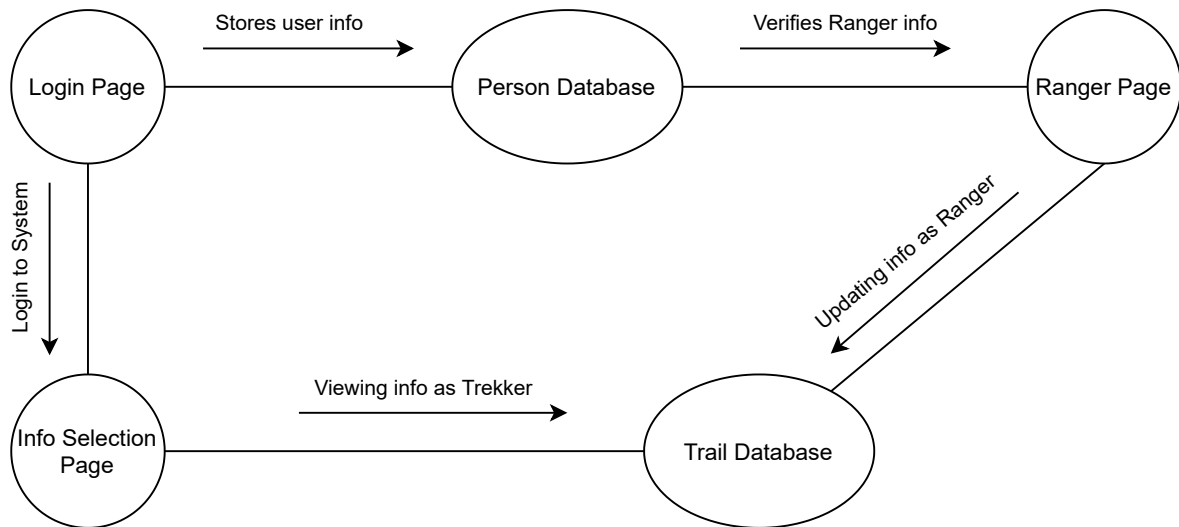 Stores user info
Verifies Ranger info
Login Page
Person Database
Ranger Page
Login to System
Updating info as Ranger
Viewing info as Trekker
Info Selection
Page
Trail Database